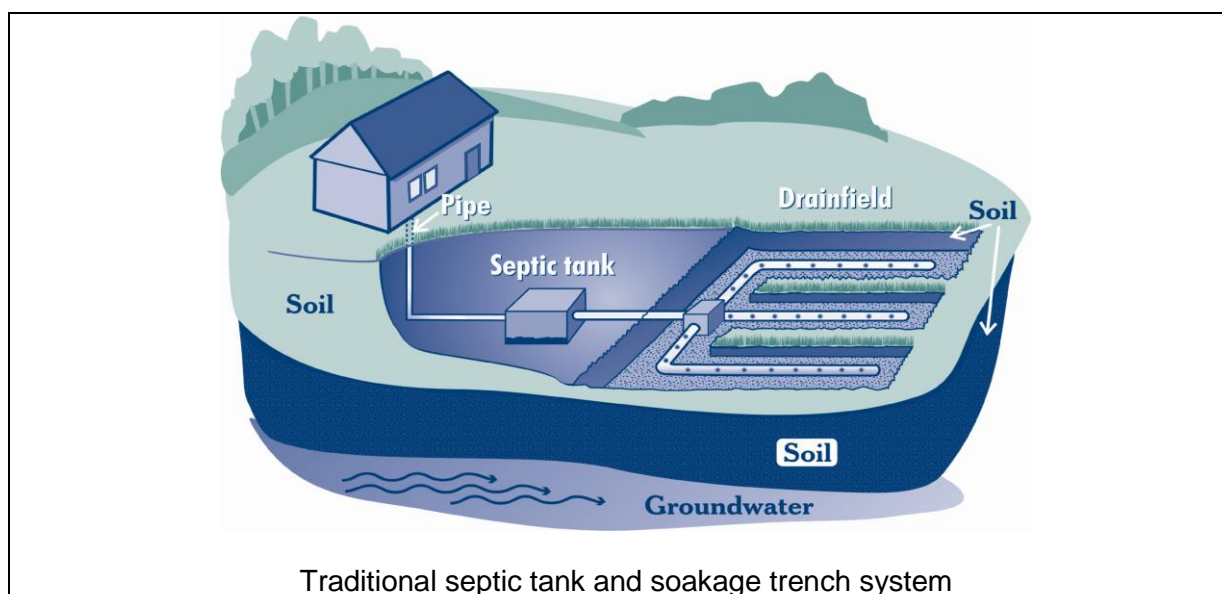 Pipe
Drainfield
Soil
Septic tank
Soil
Soil
Groundwater
Traditional septic tank and soakage trench system